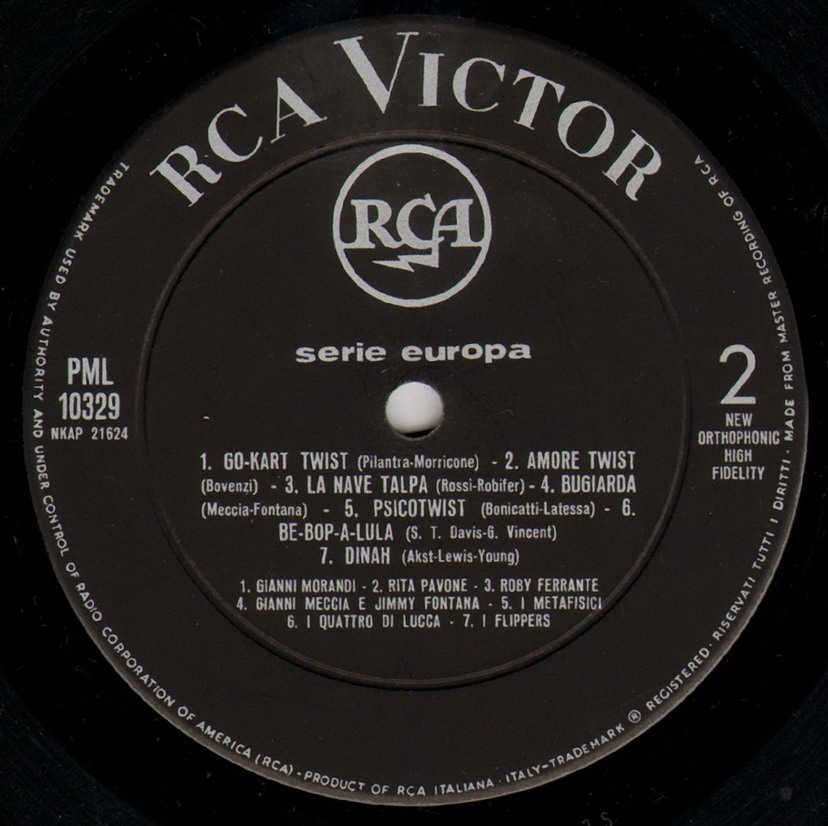 RCA VICTOR
RCA
serie europa
PML
10329
NKAP 21624
2
NEW
ORTHOPHONIC
HIGH
FIDELITY
1. GO-KART TWIST (Pilantra-Morricone) - 2. AMORE TWIST
(Bovenzi) - 3. LA NAVE TALPA (Rossi-Robifer) - 4. BUGIARDA
(Meccia-Fontana) - 5. PSICOTWIST (Bonicatti-Latessa) - 6.
BE-BOP-A-LULA (S. T. Davis-G. Vincent)
7. DINAH (Akst-Lewis-Young)
1. GIANNI MORANDI - 2. RITA PAVONE - 3. ROBY FERRANTE
4. GIANNI MECCIA E JIMMY FONTANA - 5. I METAFISICI
6. I QUATTRO DI LUCCA - 7. I FLIPPERS
TRADEMARK USED BY AUTHORITY AND UNDER CONTROL OF RADIO CORPORATION OF AMERICA (RCA) - PRODUCT OF RCA ITALIANA · ITALY-TRADEMARK ® REGISTERED · RISERVATI TUTTI I DIRITTI · MADE FROM MASTER RECORDING OF RCA